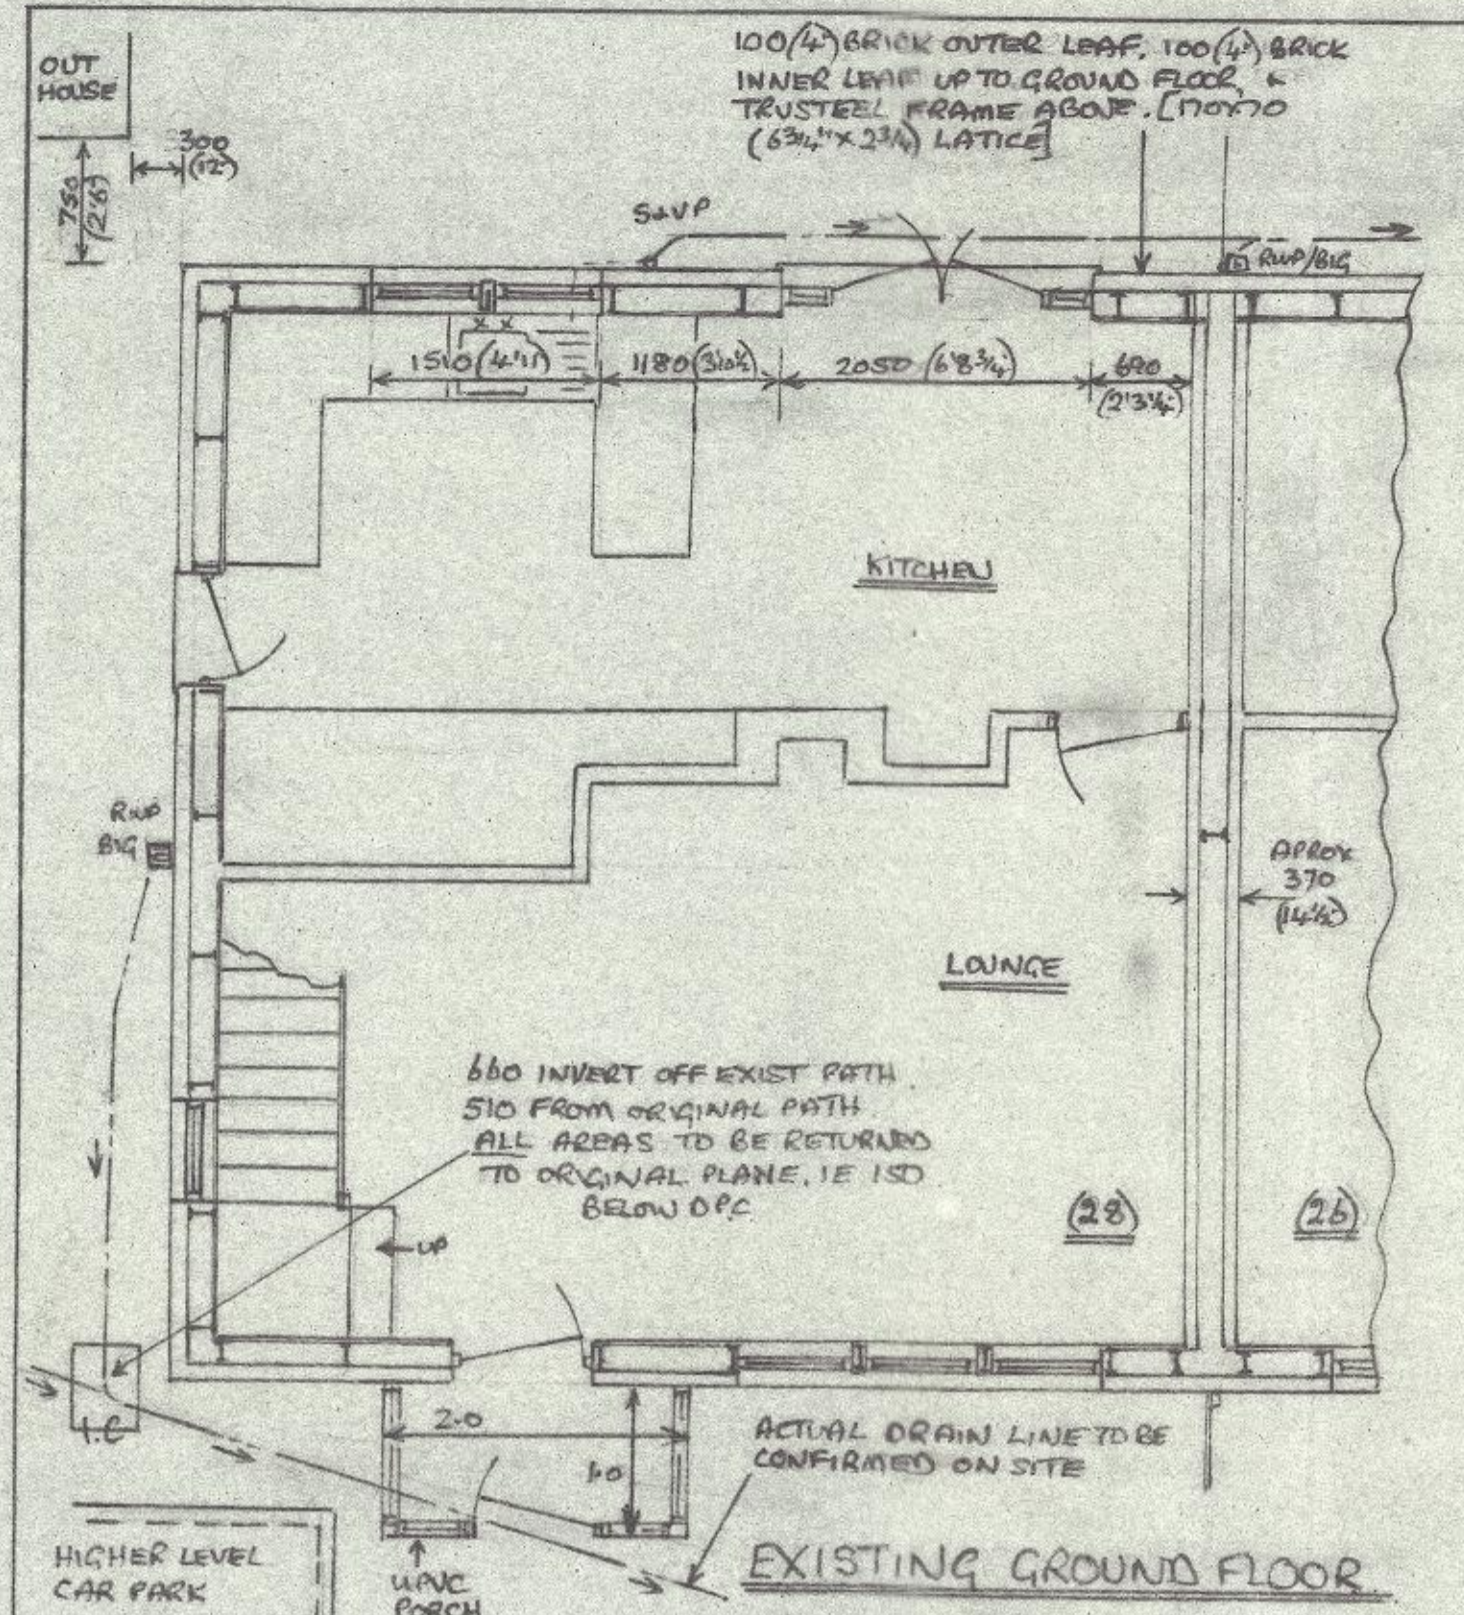 OUT
HOUSE
100(4") BRICK OUTER LEAF, 100(4") BRICK
INNER LEAF UP TO GROUND FLOOR, &
TRUSTEEL FRAME ABOVE. [170x70
(6¾" x 2¾") LATICE]
300
(12")
750
(2'6")
S&VP
RWP/BIG
1510 (4'11)
1180 (3'10½)
2050 (6'8¾")
690
(2'3¼")
KITCHEN
RWP
BIG
APROX
370
(14½")
LOUNGE
660 INVERT OFF EXIST PATH
510 FROM ORIGINAL PATH
ALL AREAS TO BE RETURNED
TO ORIGINAL PLANE, IE 150
BELOW DPC
(28)
(26)
UP
I.C
2.0
1.0
ACTUAL DRAIN LINE TO BE
CONFIRMED ON SITE
HIGHER LEVEL
CAR PARK
UPVC
PORCH
EXISTING GROUND FLOOR